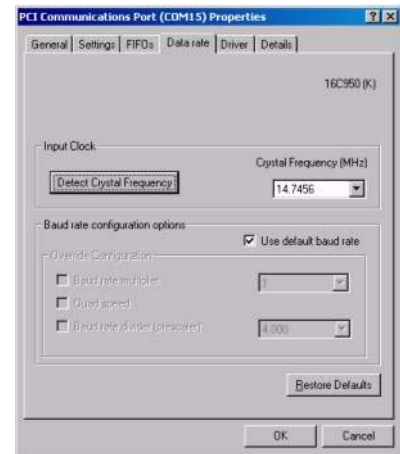 PCI Communications Port (COM15) Properties
General Settings FIFOs Data rate Driver Details
16C950 (K)
Input Clock
Crystal Frequency (MHz)
Detect Crystal Frequency
14.7456
Baud rate configuration options
Use default baud rate
Override Configuration
Baud rate multiplier
1
Quad speed
Baud rate divider (prescaler)
4.000
Restore Defaults
OK Cancel